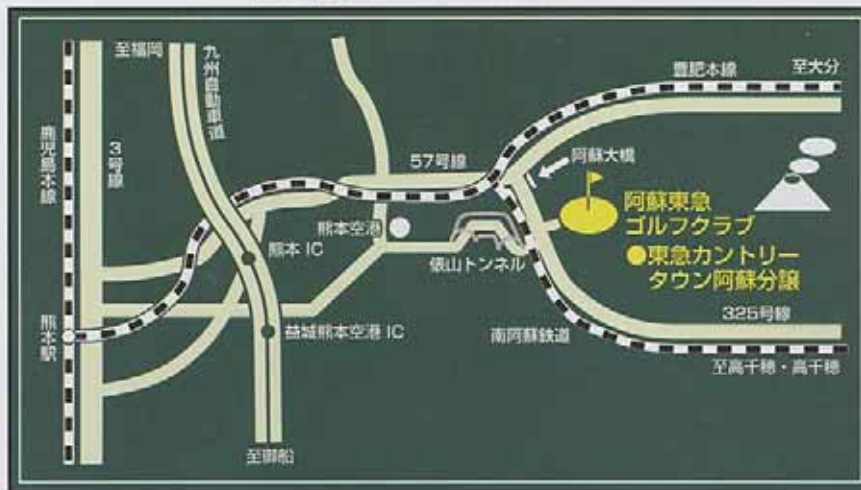 至福岡
九州自動車道
鹿児島本線
3号線
豊肥本線
至大分
57号線
阿蘇大橋
熊本空港
阿蘇東急
ゴルフクラブ
熊本 IC
俵山トンネル
●東急カントリー
タウン阿蘇分譲
熊本駅
益城熊本空港 IC
325号線
南阿蘇鉄道
至高千穂・高千穂
至御船